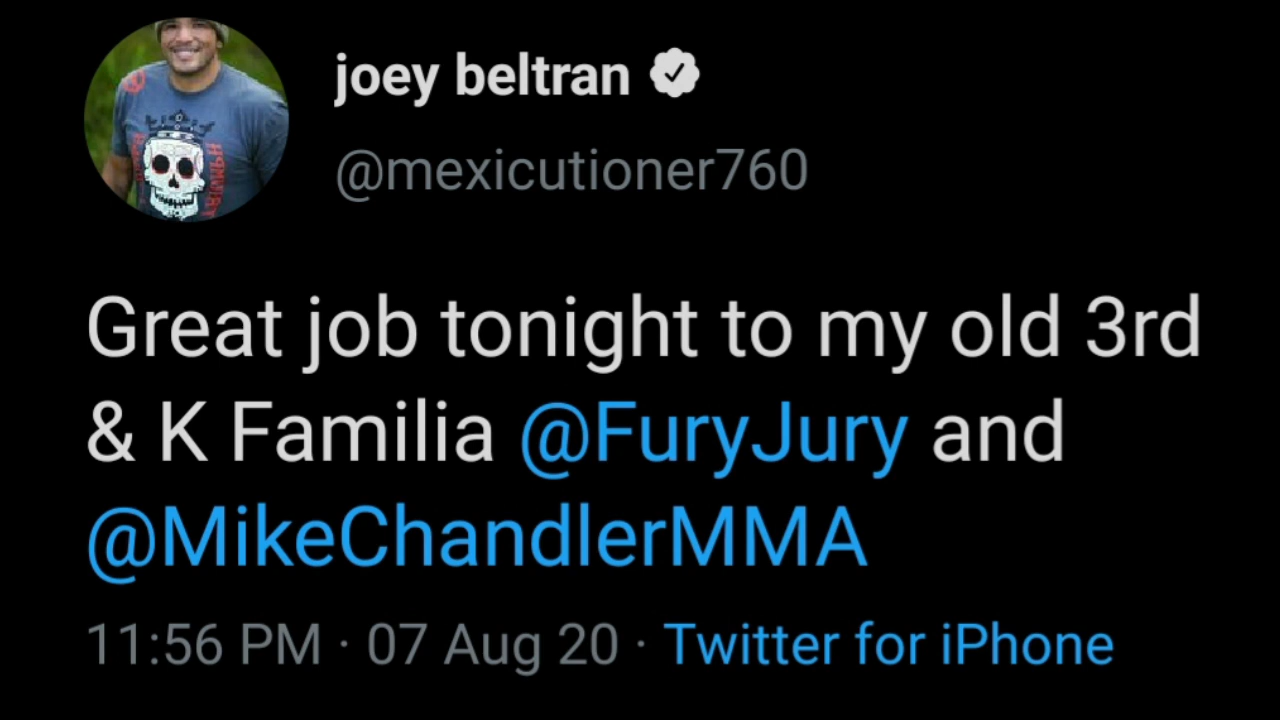 joey beltran
@mexicutioner760
Great job tonight to my old 3rd
& K Familia @FuryJury and
@MikeChandlerMMA
11:56 PM · 07 Aug 20 · Twitter for iPhone